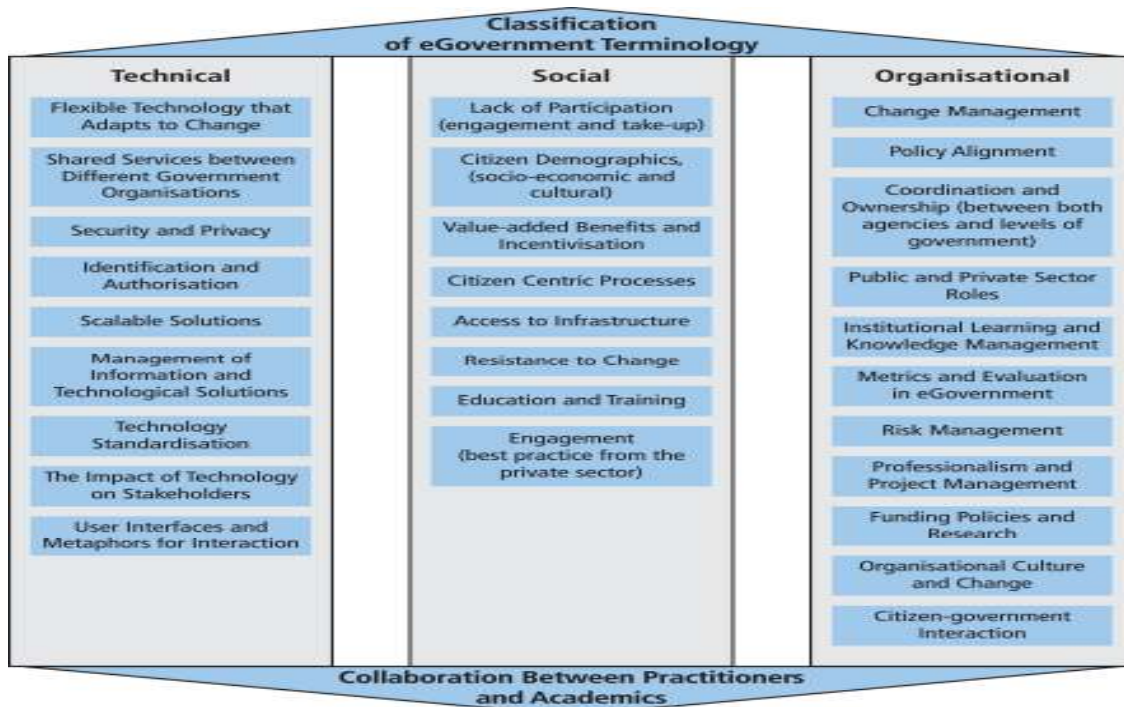 Classification
of eGovernment Terminology
Technical
Flexible Technology that
Adapts to Change
Shared Services between
Different Government
Organisations
Security and Privacy
Identification and
Authorisation
Scalable Solutions
Management of
Information and
Technological Solutions
Technology
Standardisation
The Impact of Technology
on Stakeholders
User Interfaces and
Metaphors for Interaction
Social
Lack of Participation
(engagement and take-up)
Citizen Demographics,
(socio-economic and
cultural)
Value-added Benefits and
Incentivisation
Citizen Centric Processes
Access to Infrastructure
Resistance to Change
Education and Training
Engagement
(best practice from the
private sector)
Organisational
Change Management
Policy Alignment
Coordination and
Ownership (between both
agencies and levels of
government)
Public and Private Sector
Roles
Institutional Learning and
Knowledge Management
Metrics and Evaluation
in eGovernment
Risk Management
Professionalism and
Project Management
Funding Policies and
Research
Organisational Culture
and Change
Citizen-government
Interaction
Collaboration Between Practitioners
and Academics